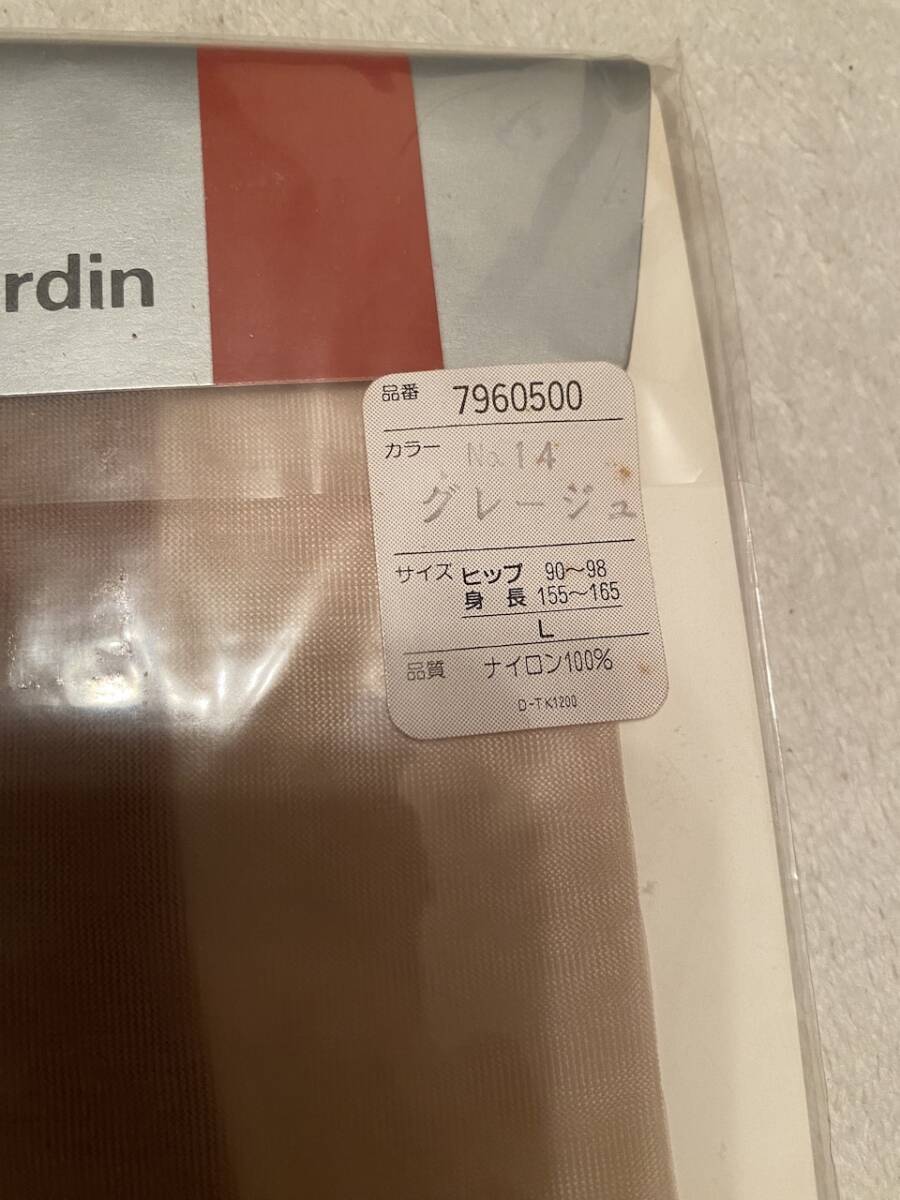 rdin
品番 7960500
カラー No.14
グレージュ
サイズ ヒップ 90〜98
身長 155〜165
L
品質 ナイロン100%
D-TK1200